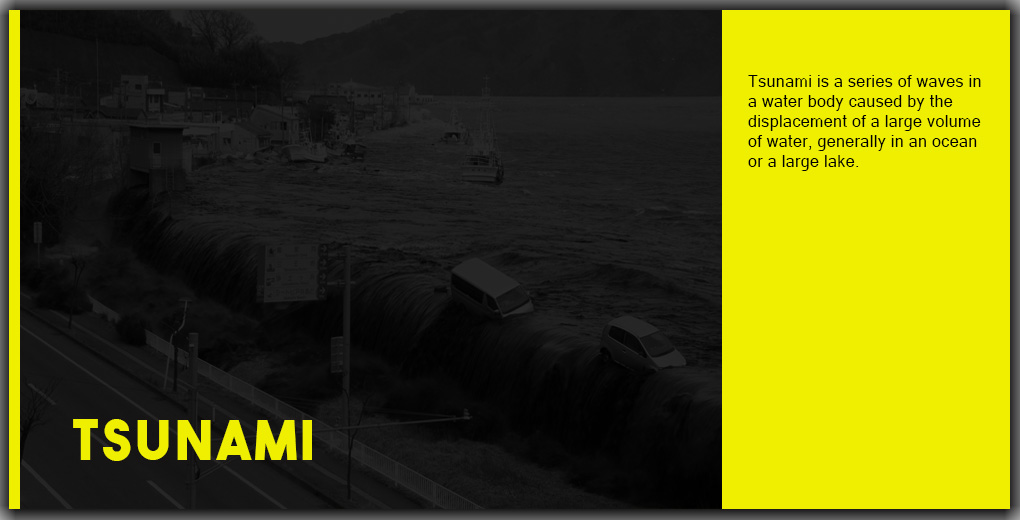 Tsunami is a series of waves in
a water body caused by the
displacement of a large volume
of water, generally in an ocean
or a large lake.
TSUNAMI